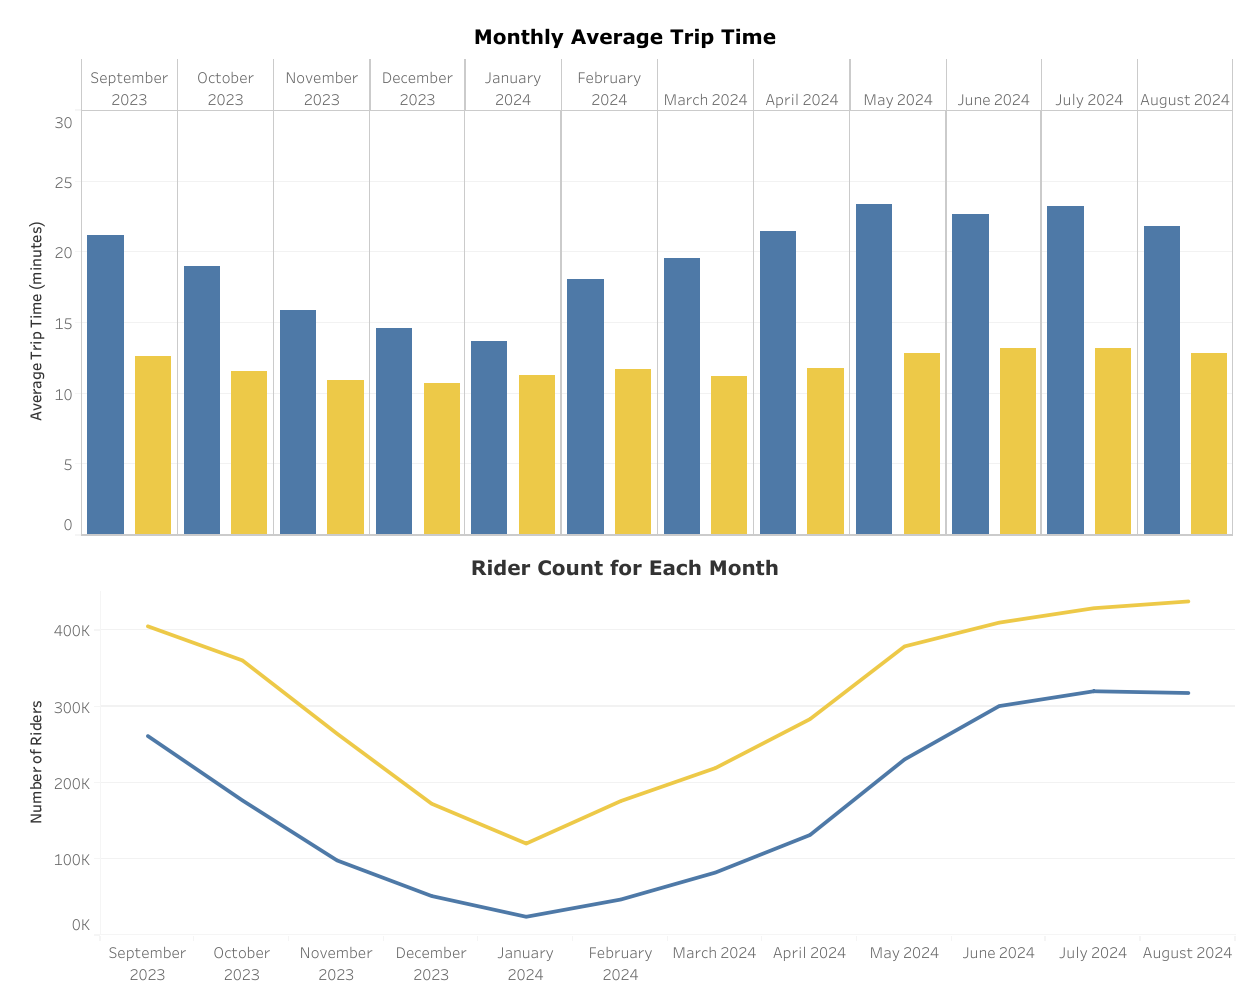 Monthly Average Trip Time
September 2023
October 2023
November 2023
December 2023
January 2024
February 2024
March 2024
April 2024
May 2024
June 2024
July 2024
August 2024
30
25
20
15
10
5
0
Average Trip Time (minutes)
Rider Count for Each Month
400K
300K
200K
100K
0K
Number of Riders
September 2023
October 2023
November 2023
December 2023
January 2024
February 2024
March 2024
April 2024
May 2024
June 2024
July 2024
August 2024